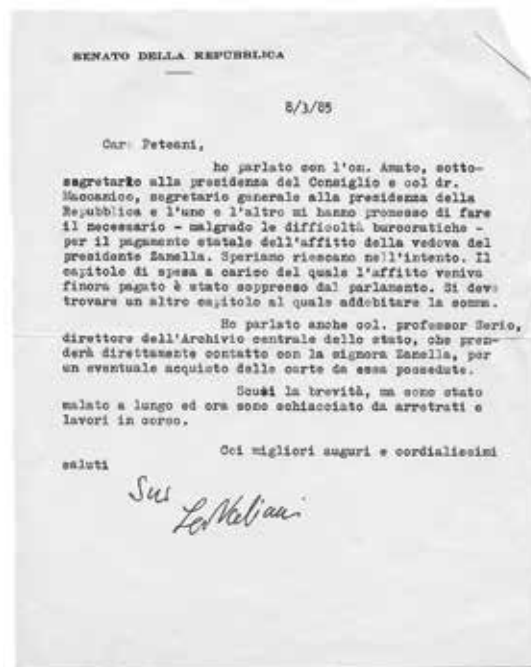 SENATO DELLA REPUBBLICA
8/3/85
Caro Peteani,
ho parlato con l'on. Amato, sotto-
segretario alla presidenza del Consiglio e col dr.
Maccanico, segretario generale alla presidenza della
Repubblica e l'uno e l'altro mi hanno promesso di fare
il necessario - malgrado le difficoltà burocratiche -
per il pagamento statale dell'affitto della vedova del
presidente Zanella. Speriamo riescano nell'intento. Il
capitolo di spesa a carico del quale l'affitto veniva
finora pagato è stato soppresso dal parlamento. Si deve
trovare un altro capitolo al quale addebitare la somma.
Ho parlato anche col. professor Serio,
direttore dell'Archivio centrale dello stato, che pren-
derà direttamente contatto con la signora Zanella, per
un eventuale acquisto delle carte da essa possedute.
Scusi la brevità, ma sono stato
malato a lungo ed ora sono schiacciato da arretrati e
lavori in corso.
Coi migliori auguri e cordialissimi
saluti
Suo
Leo Valiani